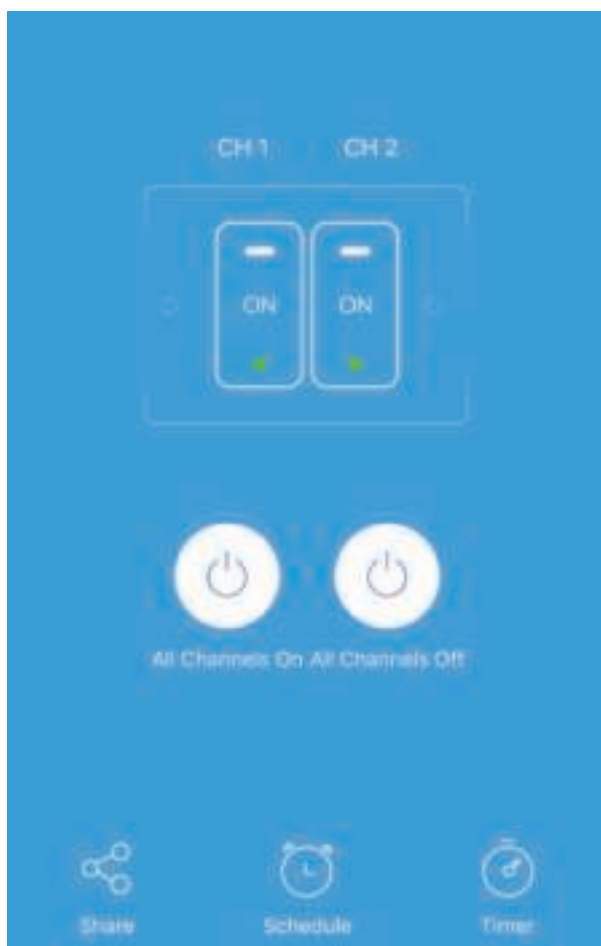 CH 1 CH 2
ON ON
All Channels On All Channels Off
Share Schedule Timer